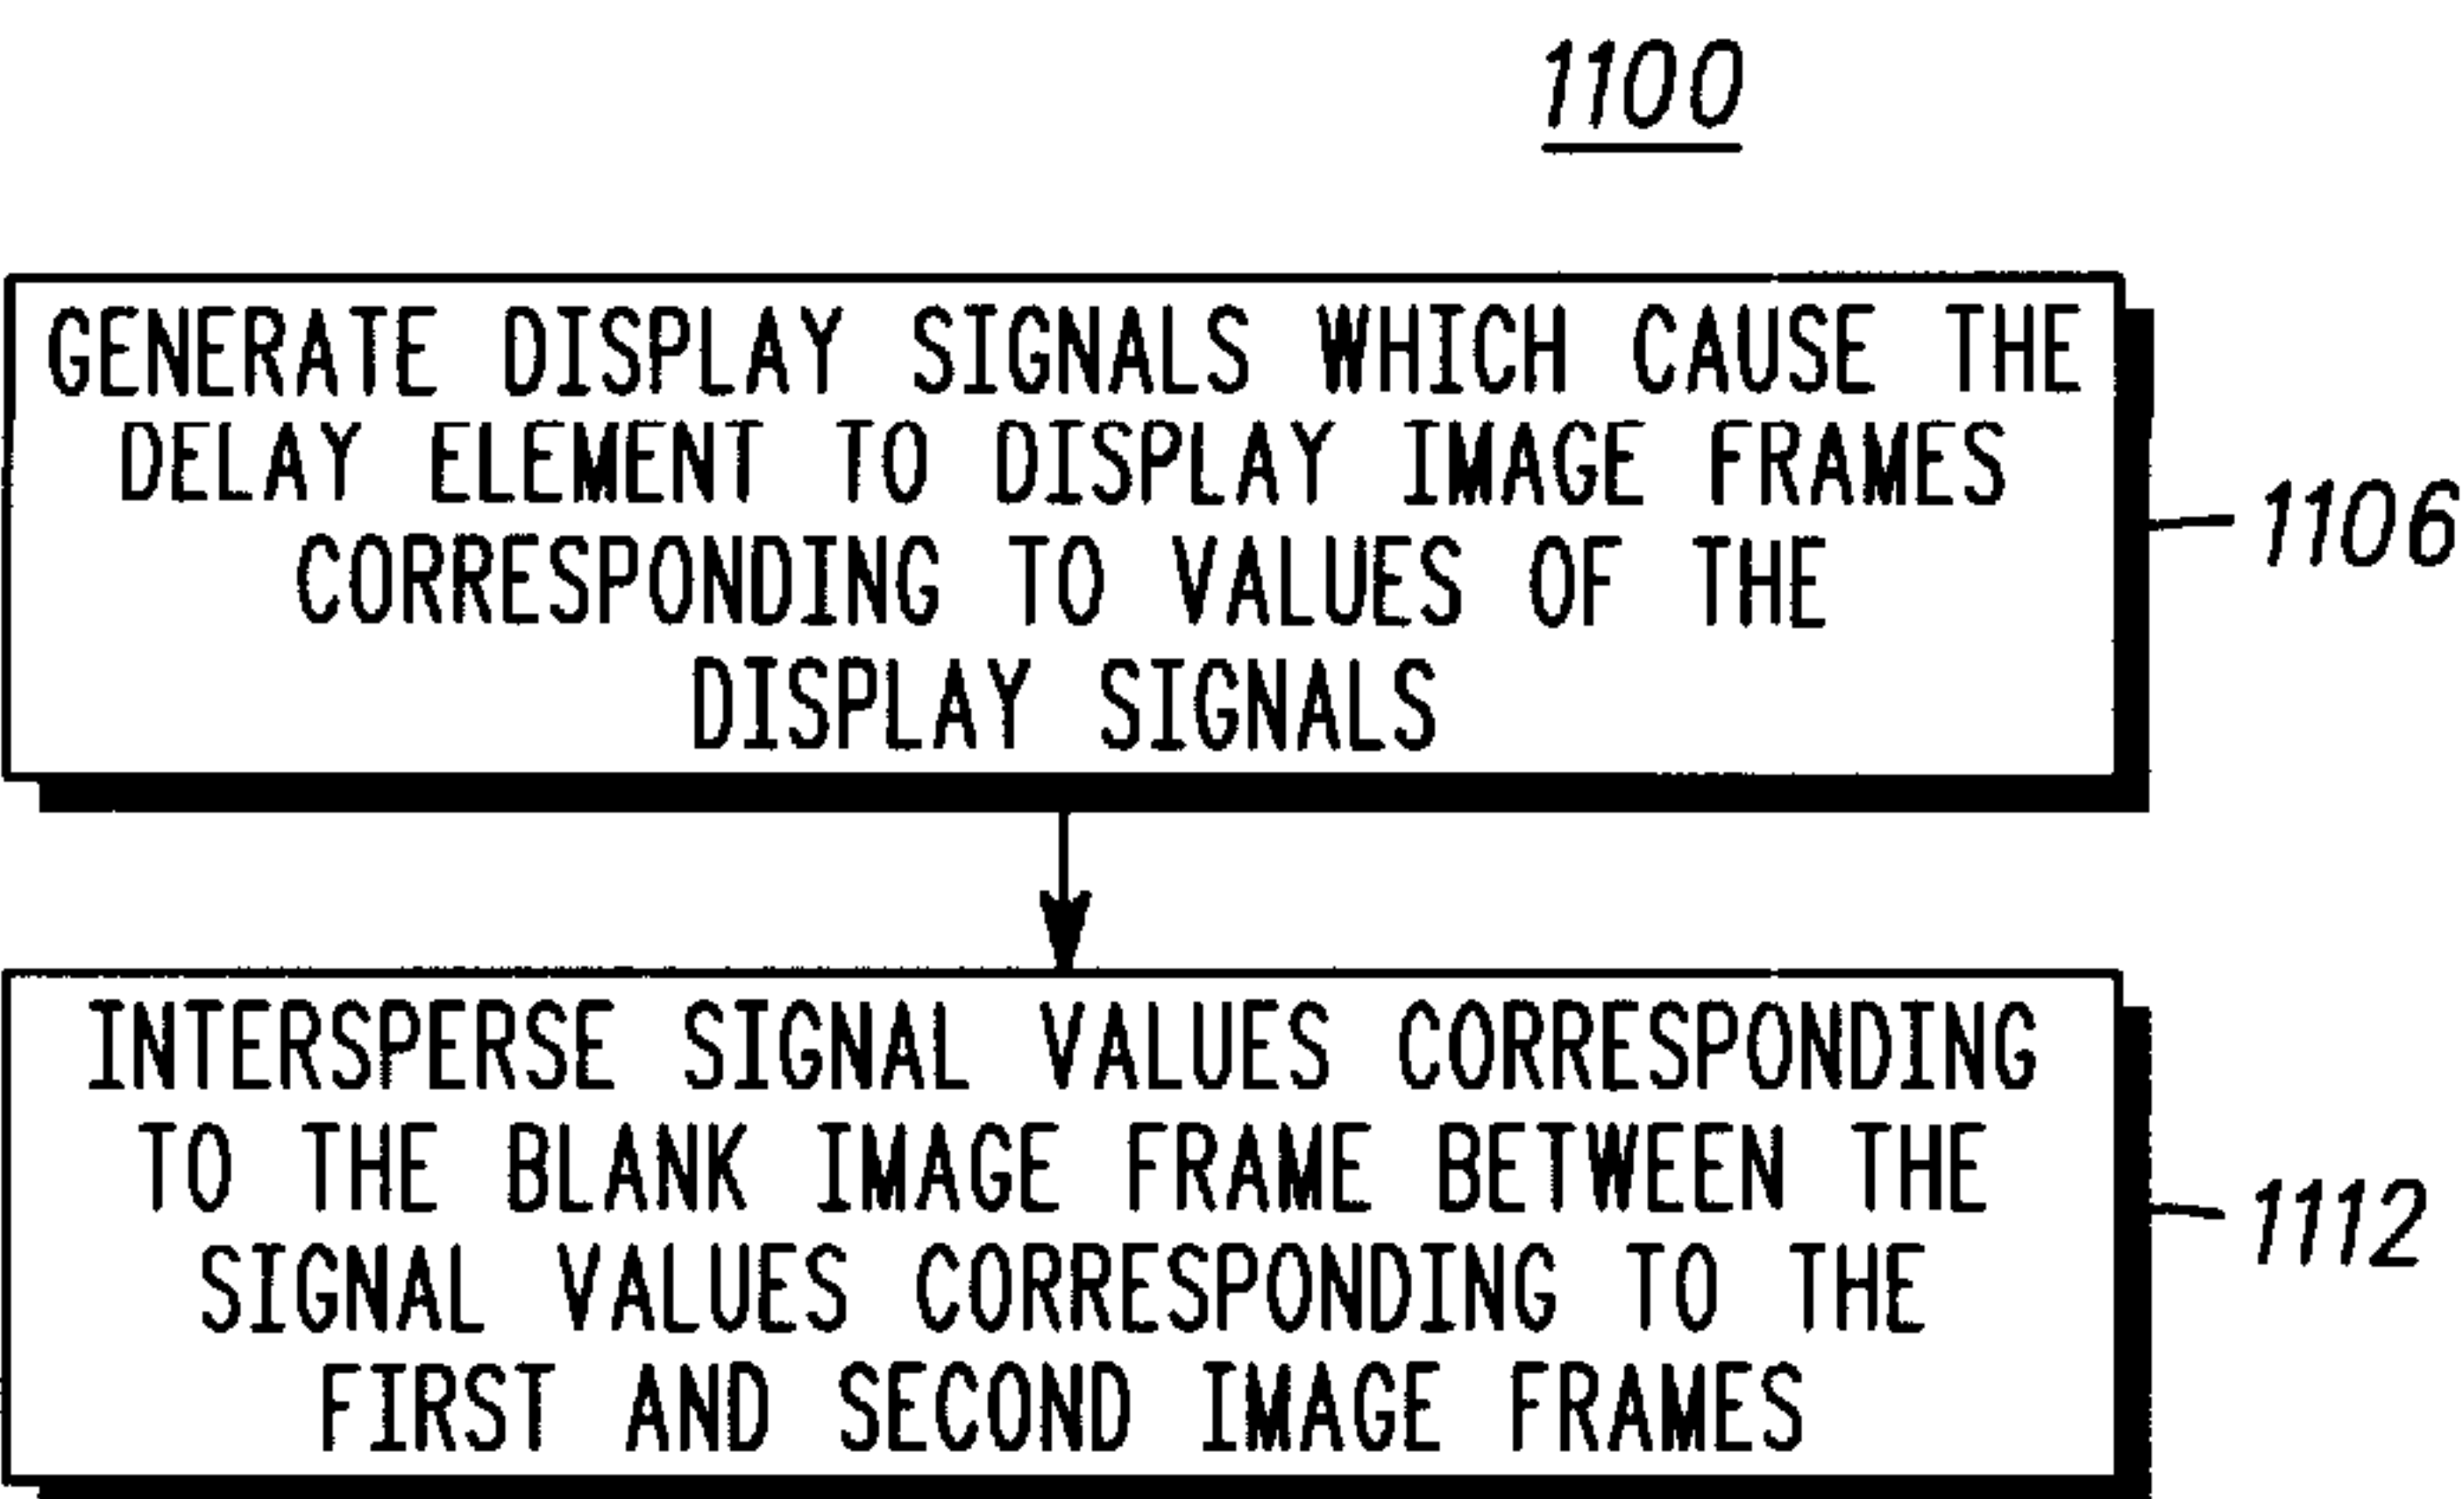 1100
GENERATE DISPLAY SIGNALS WHICH CAUSE THE
DELAY ELEMENT TO DISPLAY IMAGE FRAMES
CORRESPONDING TO VALUES OF THE
DISPLAY SIGNALS
1106
INTERSPERSE SIGNAL VALUES CORRESPONDING
TO THE BLANK IMAGE FRAME BETWEEN THE
SIGNAL VALUES CORRESPONDING TO THE
FIRST AND SECOND IMAGE FRAMES
1112